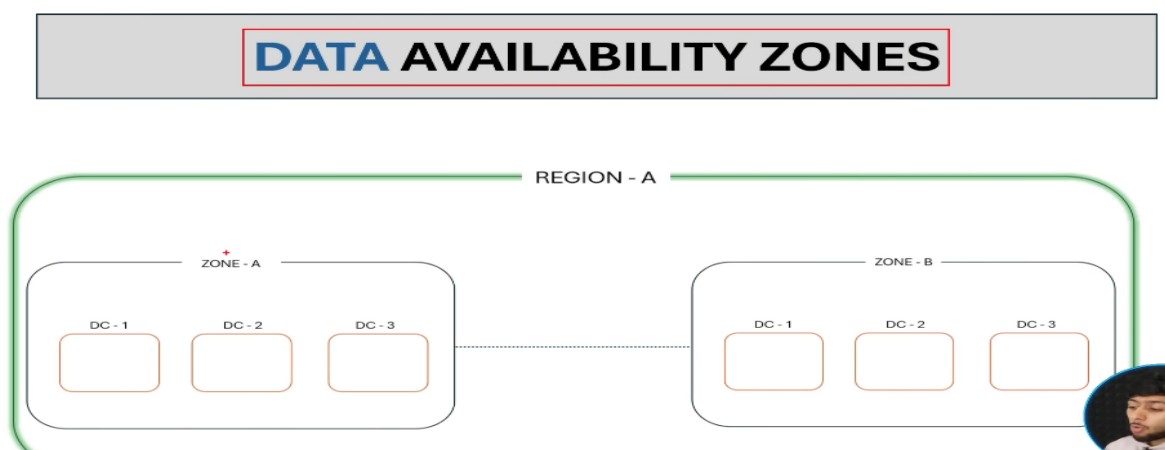 DATA AVAILABILITY ZONES
REGION - A
ZONE - A
ZONE - B
DC - 1
DC - 2
DC - 3
DC - 1
DC - 2
DC - 3